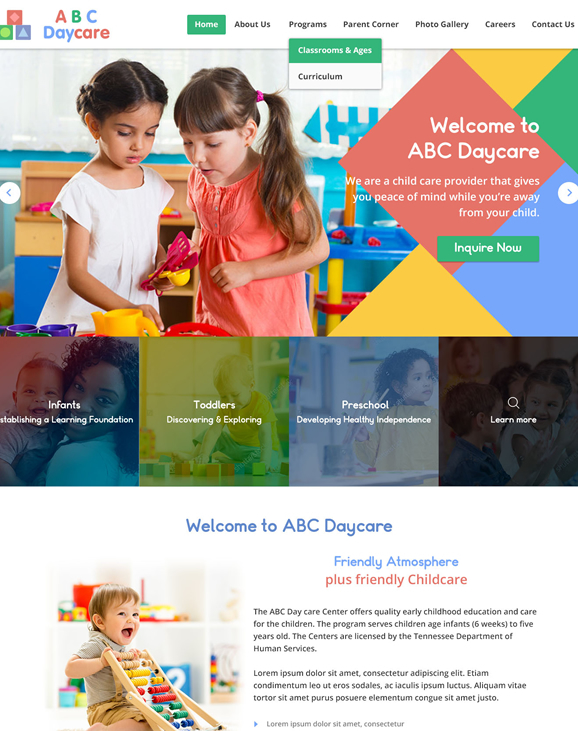 A B C
Daycare
Home
About Us
Programs
Parent Corner
Photo Gallery
Careers
Contact Us
Classrooms & Ages
Curriculum
Welcome to
ABC Daycare
We are a child care provider that gives
you peace of mind while you're away
from your child.
Inquire Now
Infants
stablishing a Learning Foundation
Toddlers
Discovering & Exploring
Preschool
Developing Healthy Independence
Learn more
Welcome to ABC Daycare
Friendly Atmosphere
plus friendly Childcare
The ABC Day care Center offers quality early childhood education and care
for the children. The program serves children age infants (6 weeks) to five
years old. The Centers are licensed by the Tennessee Department of
Human Services.
Lorem ipsum dolor sit amet, consectetur adipiscing elit. Etiam
condimentum leo ut eros sodales, ac iaculis ipsum luctus. Aliquam vitae
tortor sit amet purus posuere elementum congue sit amet justo.
Lorem ipsum dolor sit amet, consectetur